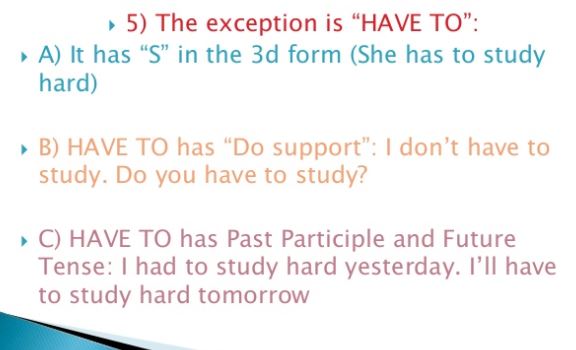 5) The exception is “HAVE TO”:
A) It has “S” in the 3d form (She has to study
hard)
B) HAVE TO has “Do support”: I don’t have to
study. Do you have to study?
C) HAVE TO has Past Participle and Future
Tense: I had to study hard yesterday. I’ll have
to study hard tomorrow